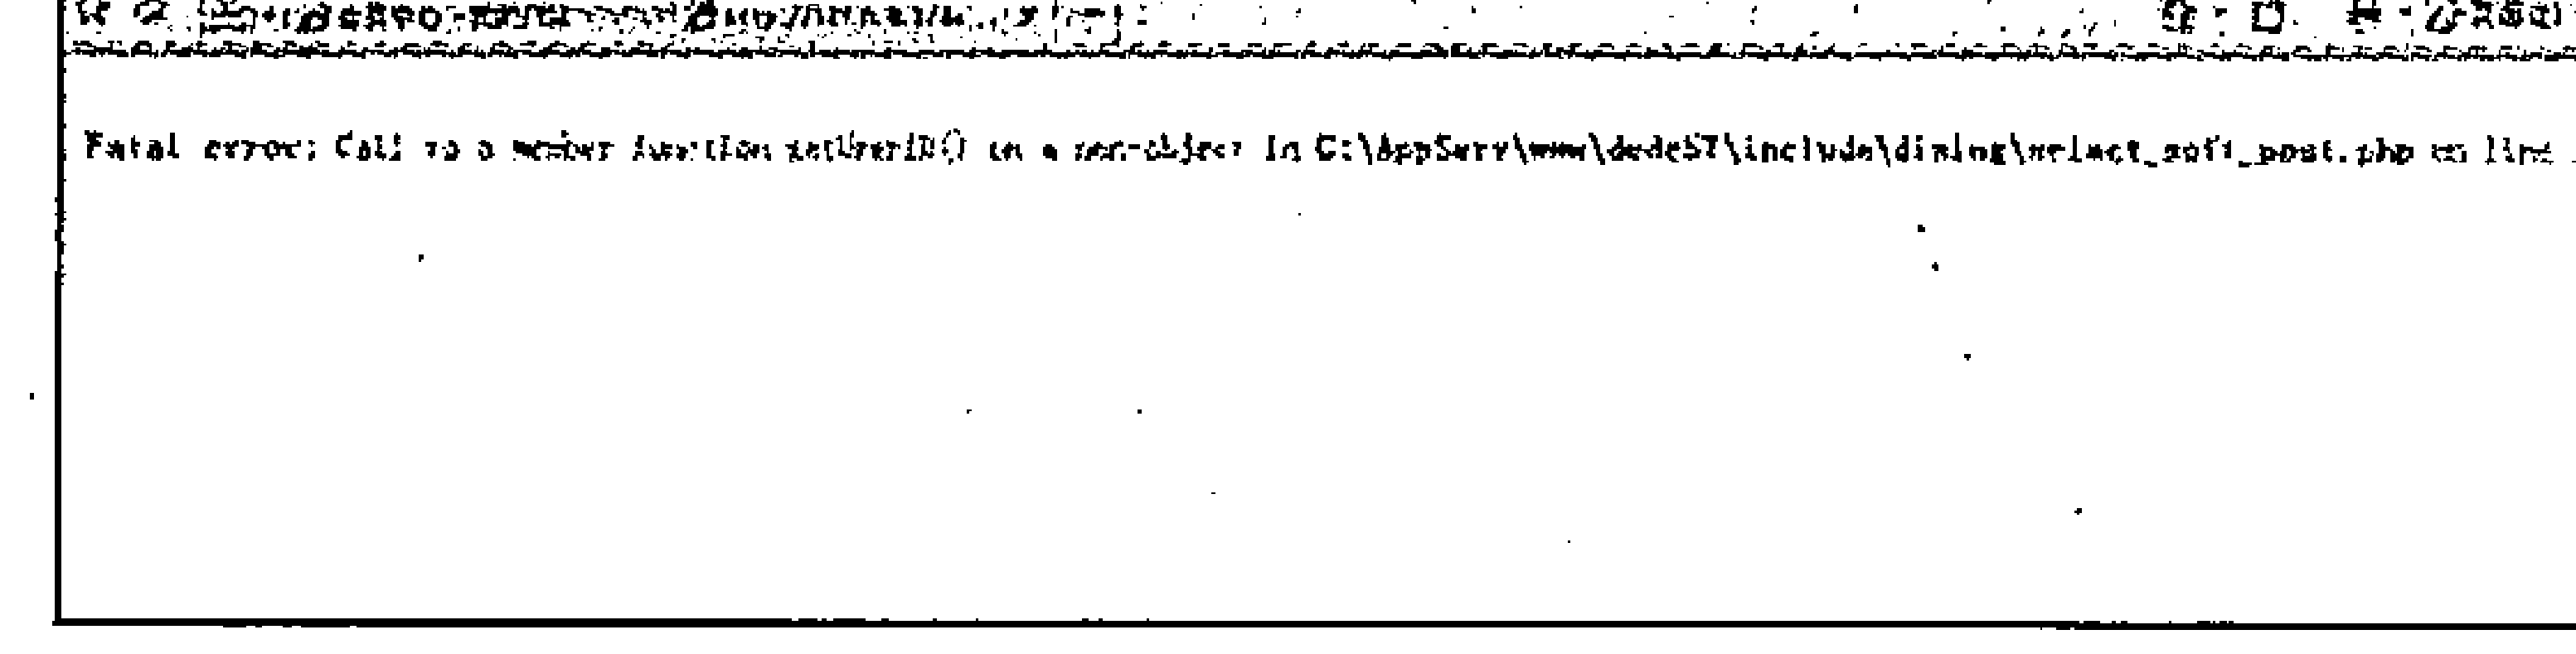 Fatal error: Call to a member function getUserID() on a non-object in C:\AppServ\www\dede57\include\dialog\select_soft_post.php on line